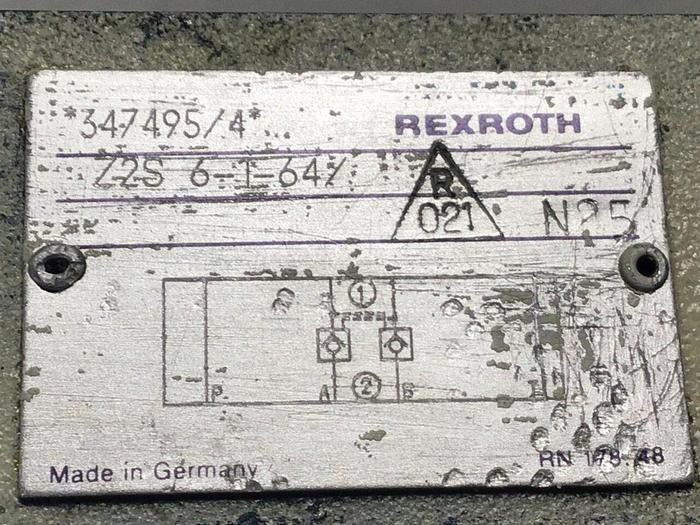 *347495/4*
REXROTH
Z2S 6-1-64/
R
021
N25
1
P
A
2
B
T
Made in Germany
RN 178.48